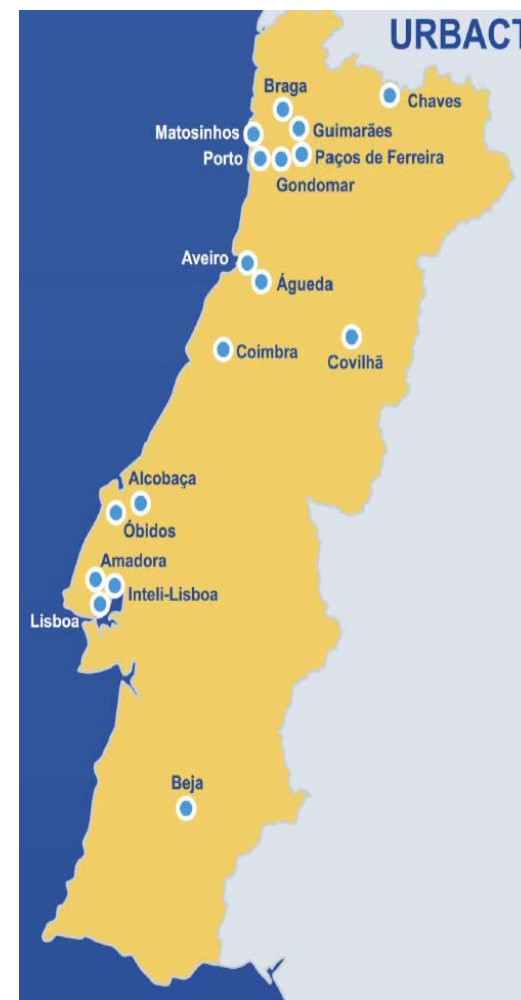 URBACT
Braga
Chaves
Matosinhos
Guimarães
Porto
Paços de Ferreira
Gondomar
Aveiro
Águeda
Coimbra
Covilhã
Alcobaça
Óbidos
Amadora
Inteli-Lisboa
Lisboa
Beja